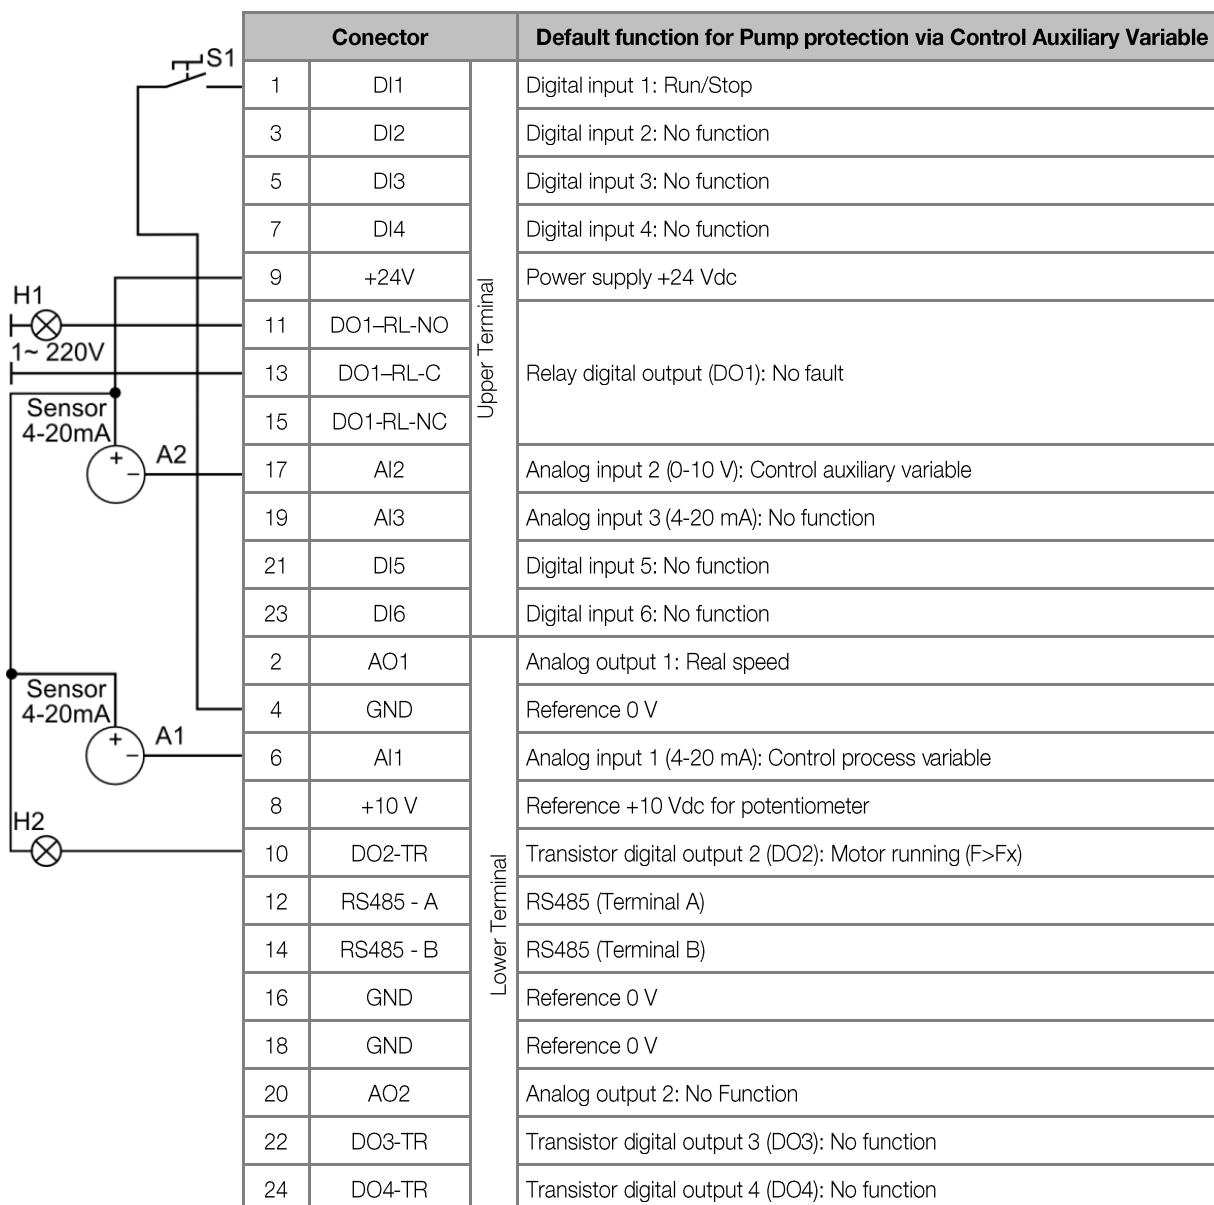 Conector Default function for Pump protection via Control Auxiliary Variable
S1
1 DI1 Digital input 1: Run/Stop
3 DI2 Digital input 2: No function
5 DI3 Digital input 3: No function
7 DI4 Digital input 4: No function
9 +24V Power supply +24 Vdc
H1
11 DO1–RL-NO
1~ 220V
13 DO1–RL-C Relay digital output (DO1): No fault
15 DO1-RL-NC
Upper Terminal
Sensor
4-20mA
+ – A2
17 AI2 Analog input 2 (0-10 V): Control auxiliary variable
19 AI3 Analog input 3 (4-20 mA): No function
21 DI5 Digital input 5: No function
23 DI6 Digital input 6: No function
2 AO1 Analog output 1: Real speed
Sensor
4-20mA
4 GND Reference 0 V
+ – A1
6 AI1 Analog input 1 (4-20 mA): Control process variable
8 +10 V Reference +10 Vdc for potentiometer
H2
10 DO2-TR Transistor digital output 2 (DO2): Motor running (F>Fx)
12 RS485 - A RS485 (Terminal A)
14 RS485 - B RS485 (Terminal B)
Lower Terminal
16 GND Reference 0 V
18 GND Reference 0 V
20 AO2 Analog output 2: No Function
22 DO3-TR Transistor digital output 3 (DO3): No function
24 DO4-TR Transistor digital output 4 (DO4): No function